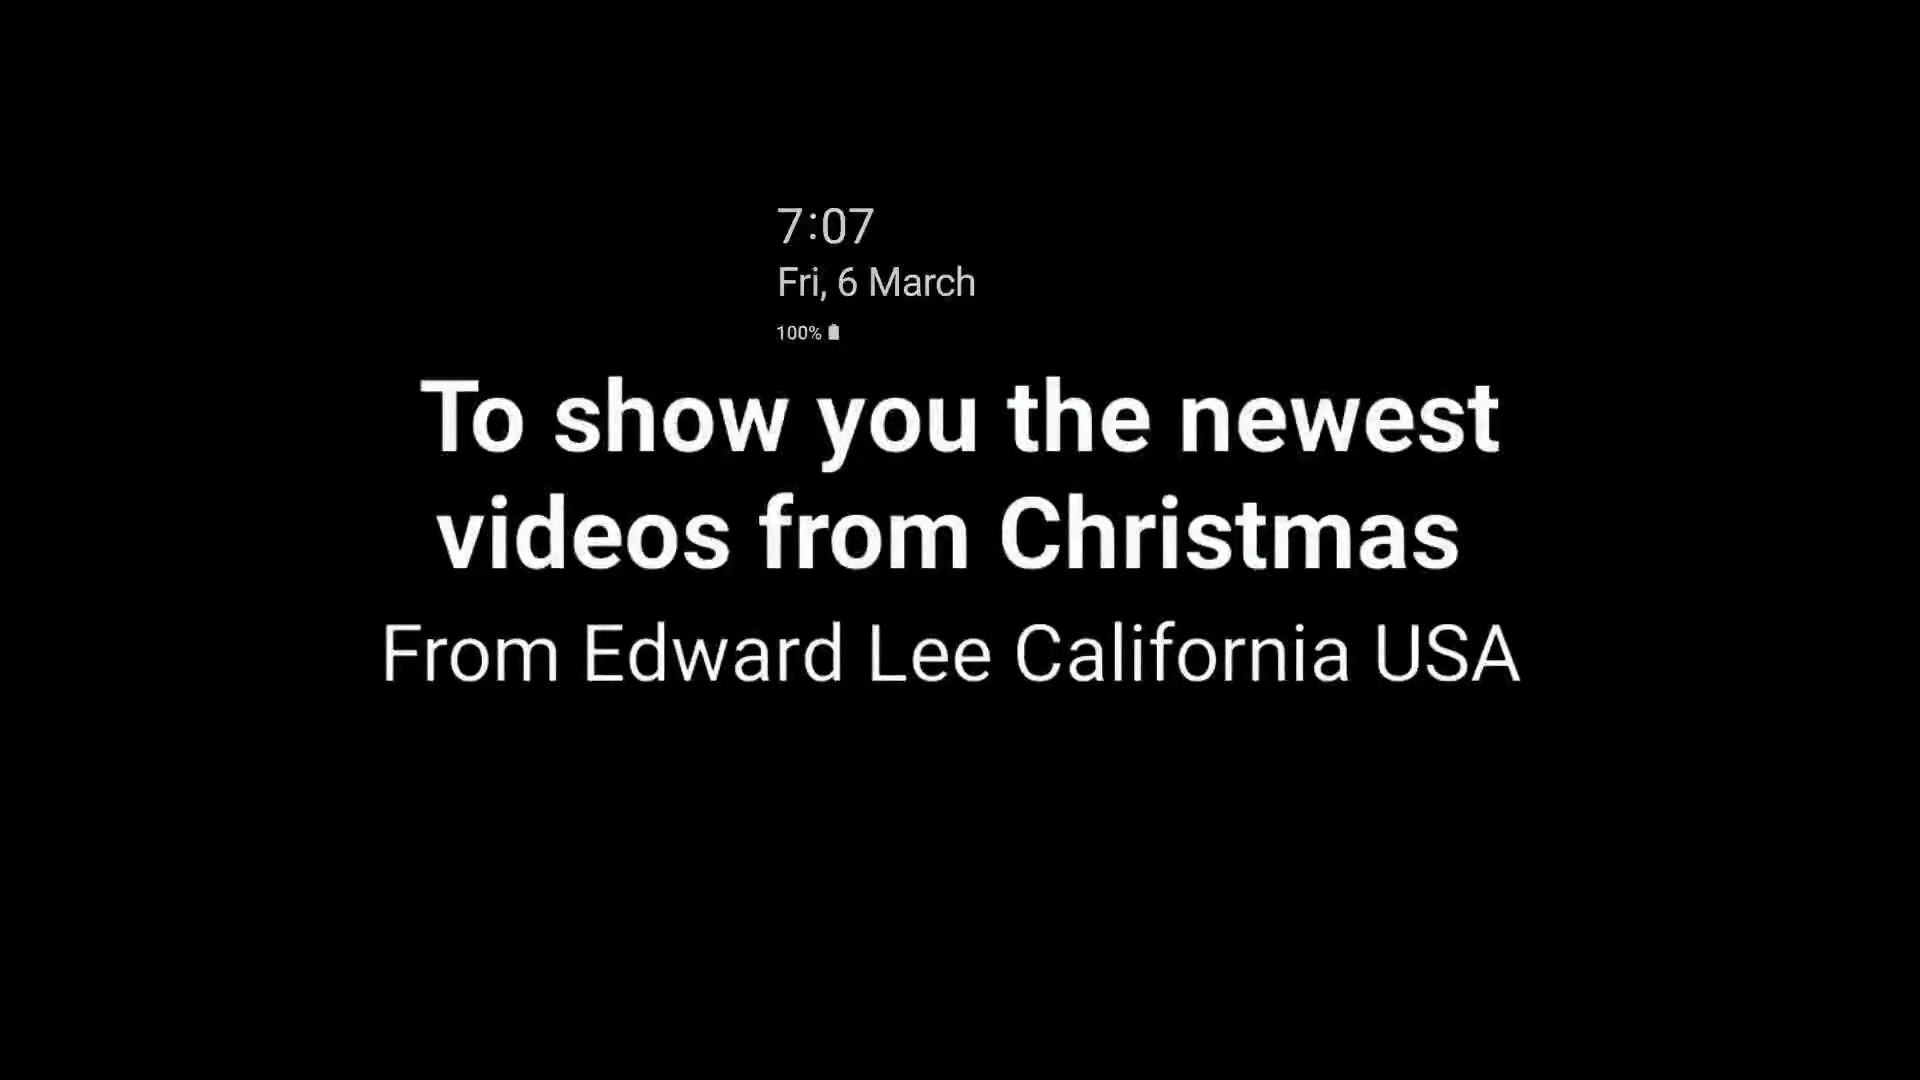 7:07
Fri, 6 March
100%
To show you the newest
videos from Christmas
From Edward Lee California USA